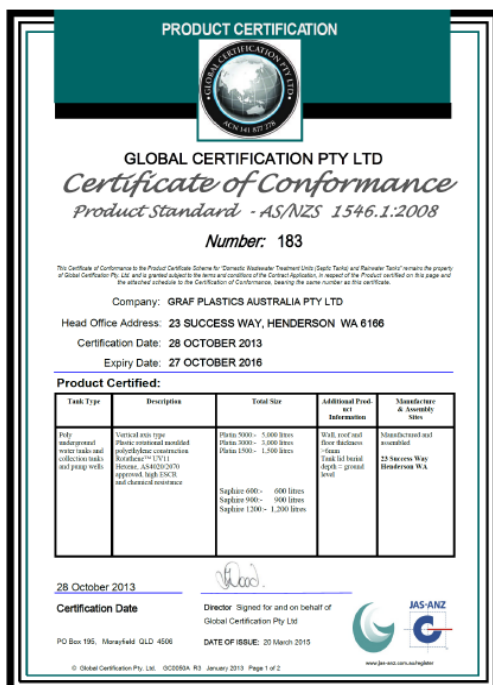 PRODUCT CERTIFICATION
GLOBAL CERTIFICATION PTY LTD
ACN 141 877 276
GLOBAL CERTIFICATION PTY LTD
Certificate of Conformance
Product Standard - AS/NZS 1546.1:2008
Number: 183
This Certificate of Conformance to the Product Certificate Scheme for "Domestic Wastewater Treatment Units (Septic Tanks) and Rainwater Tanks" remains the property
of Global Certification Pty. Ltd. and is granted subject to the terms and conditions of the Contract Application, in respect of the Product certified on this page and
the attached schedule to the Certification of Conformance, bearing the same number as this certificate.
Company: GRAF PLASTICS AUSTRALIA PTY LTD
Head Office Address: 23 SUCCESS WAY, HENDERSON WA 6166
Certification Date: 28 OCTOBER 2013
Expiry Date: 27 OCTOBER 2016
Product Certified:
Tank Type
Description
Total Size
Additional Prod-
uct
Information
Manufacture
& Assembly
Sites
Poly
underground
water tanks and
collection tanks
and pump wells
Vertical axis type
Plastic rotational moulded
polyethylene construction
Rotathene™ UV11
Hexene, AS4020/2070
approved, high ESCR
and chemical resistance
Platin 5000:- 5,000 litres
Platin 3000:- 3,000 litres
Platin 1500:- 1,500 litres
Saphire 600:- 600 litres
Saphire 900:- 900 litres
Saphire 1200:- 1,200 litres
Wall, roof and
floor thickness
>6mm
Tank lid burial
depth = ground
level
Manufactured and
assembled
23 Success Way
Henderson WA
28 October 2013
Certification Date
Director Signed for and on behalf of
Global Certification Pty Ltd
PO Box 195, Morayfield QLD 4506
DATE OF ISSUE: 20 March 2015
JAS-ANZ
www.jas-anz.com.au/register
© Global Certification Pty. Ltd. GC0050A R3 January 2013 Page 1 of 2